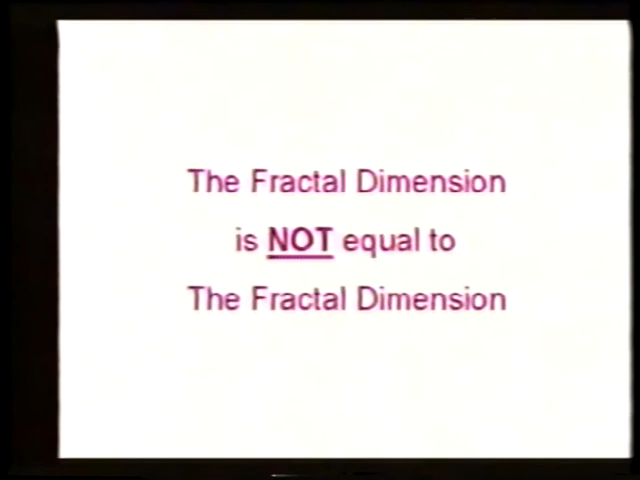 The Fractal Dimension
is NOT equal to
The Fractal Dimension